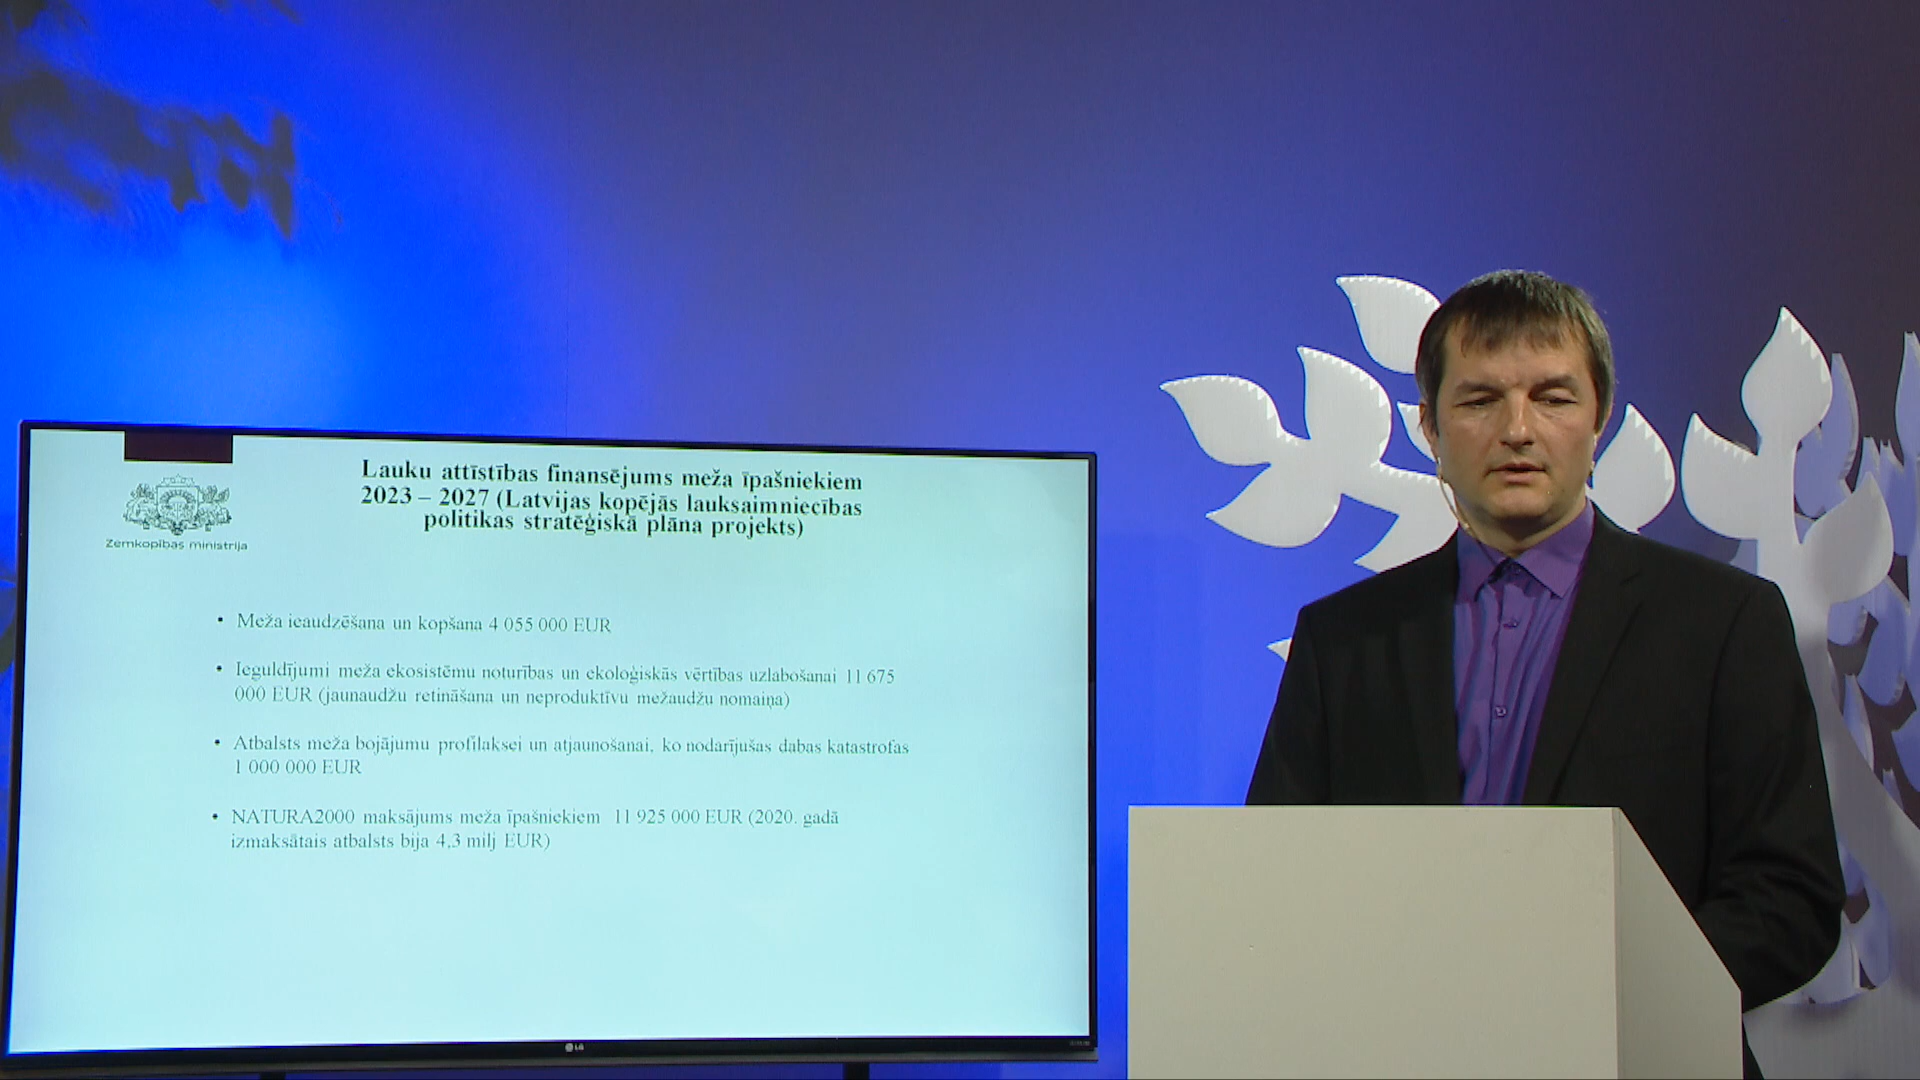 Lauku attīstības finansējums meža īpašniekiem
2023 – 2027 (Latvijas kopējās lauksaimniecības
politikas stratēģiskā plāna projekts)
Zemkopības ministrija
• Meža ieaudzēšana un kopšana 4 055 000 EUR
• Ieguldījumi meža ekosistēmu noturības un ekoloģiskās vērtības uzlabošanai 11 675
000 EUR (jaunaudžu retināšana un neproduktīvu mežaudžu nomaiņa)
• Atbalsts meža bojājumu profilaksei un atjaunošanai, ko nodarījušas dabas katastrofas
1 000 000 EUR
• NATURA2000 maksājums meža īpašniekiem 11 925 000 EUR (2020. gadā
izmaksātais atbalsts bija 4,3 milj EUR)
LG